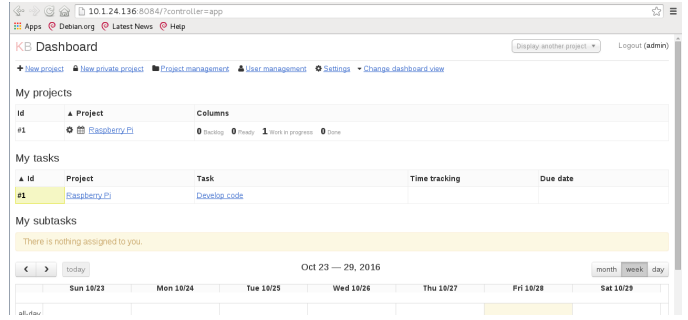 10.1.24.136:8084/?controller=app
Apps Debian.org Latest News Help
KB Dashboard Display another project Logout (admin)
New project New private project Project management User management Settings Change dashboard view
My projects
Id ▲ Project Columns
#1 Raspberry Pi 0 Backlog 0 Ready 1 Work in progress 0 Done
My tasks
▲ Id Project Task Time tracking Due date
#1 Raspberry Pi Develop code
My subtasks
There is nothing assigned to you.
today Oct 23 — 29, 2016 month week day
Sun 10/23 Mon 10/24 Tue 10/25 Wed 10/26 Thu 10/27 Fri 10/28 Sat 10/29
all-day